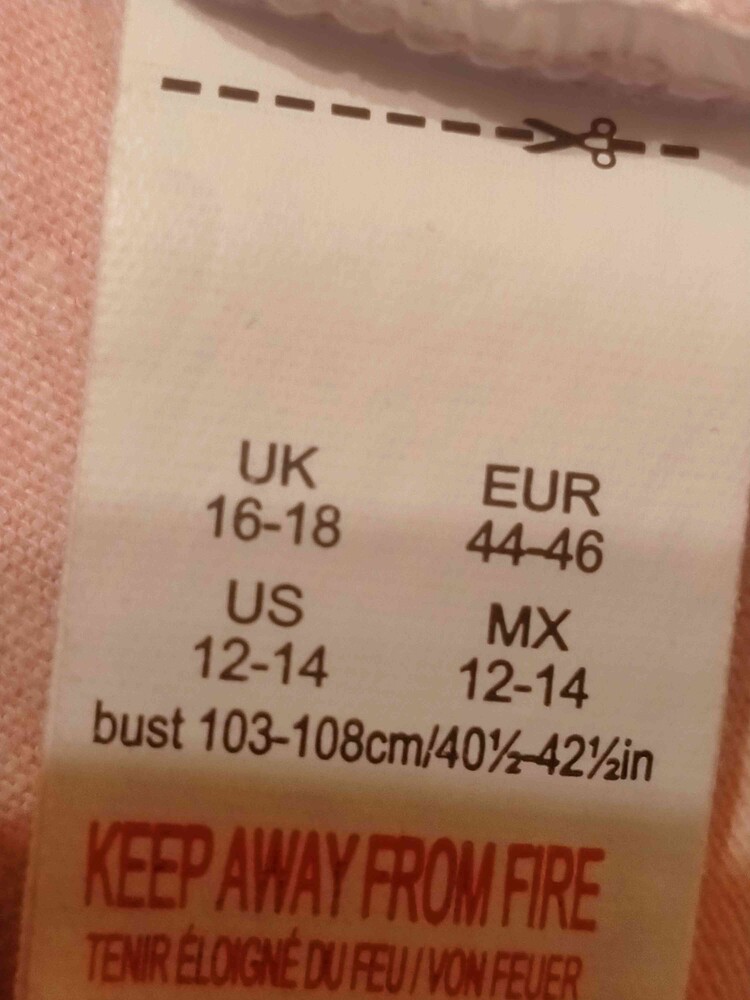 UK
16-18
EUR
44-46
US
12-14
MX
12-14
bust 103-108cm/40½-42½in
KEEP AWAY FROM FIRE
TENIR ÉLOIGNÉ DU FEU / VON FEUER